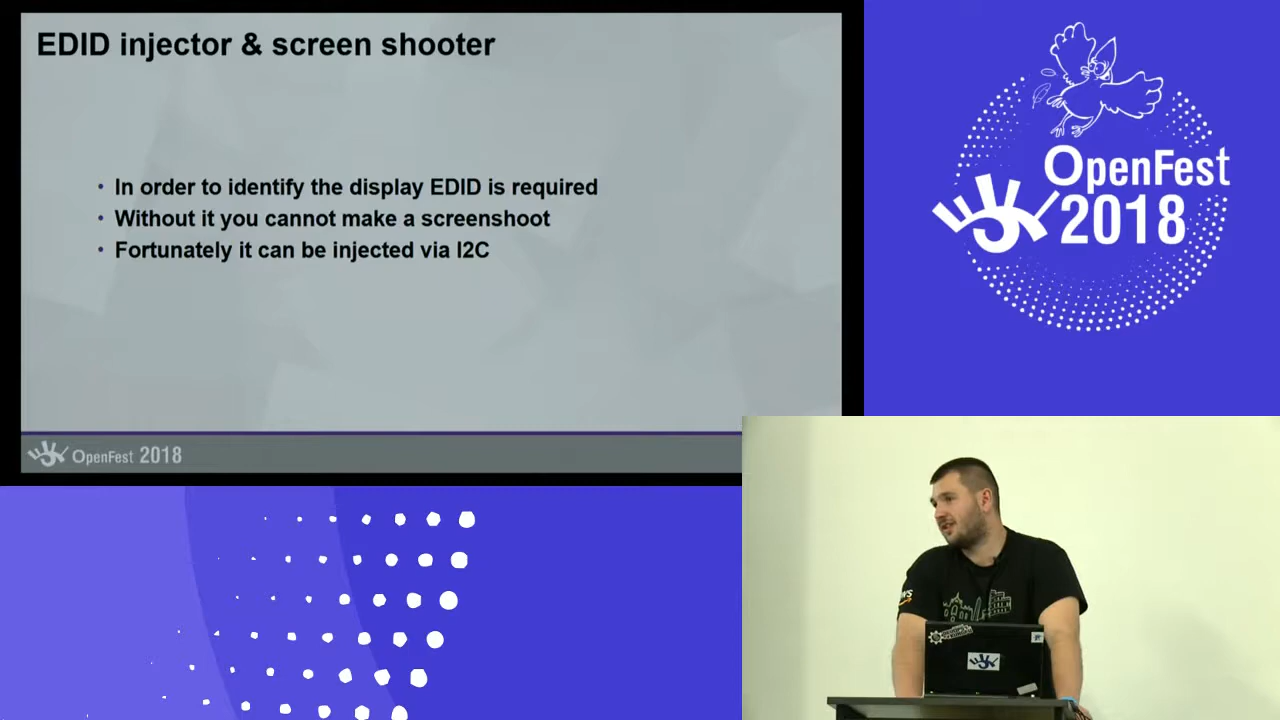 EDID injector & screen shooter
• In order to identify the display EDID is required
• Without it you cannot make a screenshoot
• Fortunately it can be injected via I2C
OpenFest 2018
OpenFest
2018